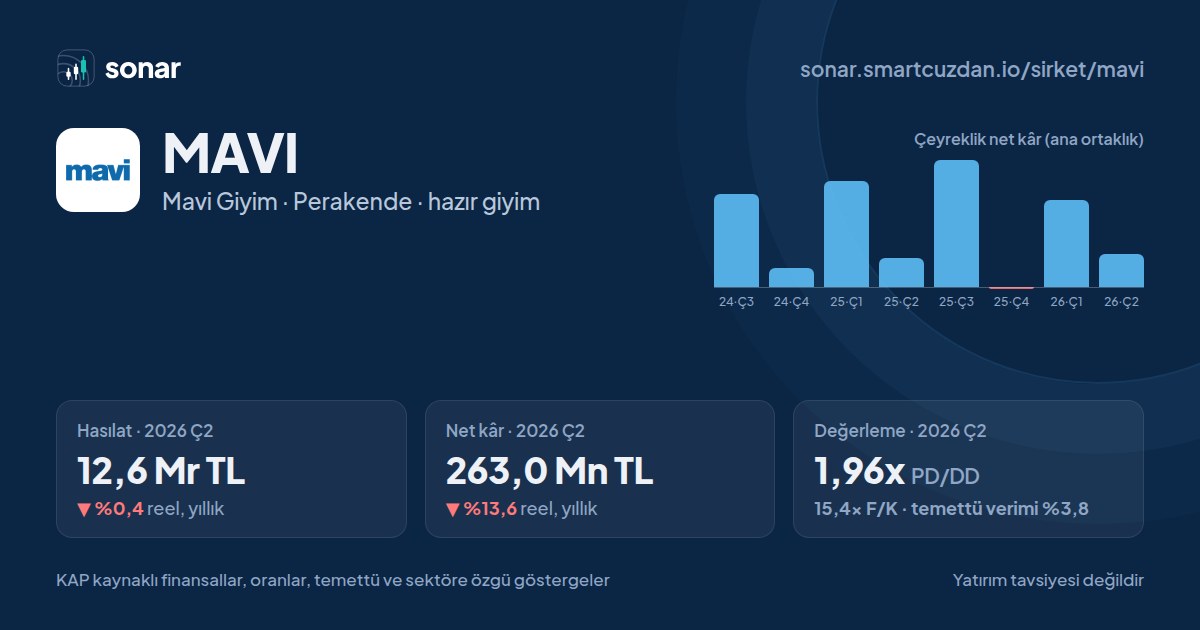 sonar
sonar.smartcuzdan.io/sirket/mavi
mavi
MAVI
Mavi Giyim · Perakende · hazır giyim
Çeyreklik net kâr (ana ortaklık)
24·Ç3 24·Ç4 25·Ç1 25·Ç2 25·Ç3 25·Ç4 26·Ç1 26·Ç2
Hasılat · 2026 Ç2
12,6 Mr TL
▼ %0,4 reel, yıllık
Net kâr · 2026 Ç2
263,0 Mn TL
▼ %13,6 reel, yıllık
Değerleme · 2026 Ç2
1,96x PD/DD
15,4× F/K · temettü verimi %3,8
KAP kaynaklı finansallar, oranlar, temettü ve sektöre özgü göstergeler
Yatırım tavsiyesi değildir